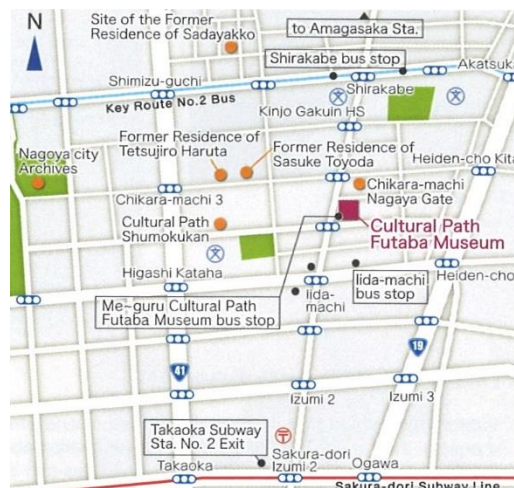 N
Site of the Former
Residence of Sadayakko
to Amagasaka Sta.
Shirakabe bus stop
Shimizu-guchi
Shirakabe
Akatsuka
Key Route No.2 Bus
文
文
Kinjo Gakuin HS
Former Residence of
Tetsujiro Haruta
Former Residence of
Sasuke Toyoda
Heiden-cho Kita
Nagoya city
Archives
Chikara-machi
Nagaya Gate
Chikara-machi 3
Cultural Path
Shumokukan
Cultural Path
Futaba Museum
文
Higashi Kataha
Iida-machi
bus stop
Heiden-cho
Me-guru Cultural Path
Futaba Museum bus stop
Iida-
machi
19
41
Izumi 2
Izumi 3
Takaoka Subway
Sta. No. 2 Exit
〒
Sakura-dori
Izumi 2
Takaoka
Ogawa
Sakura-dori Subway Line